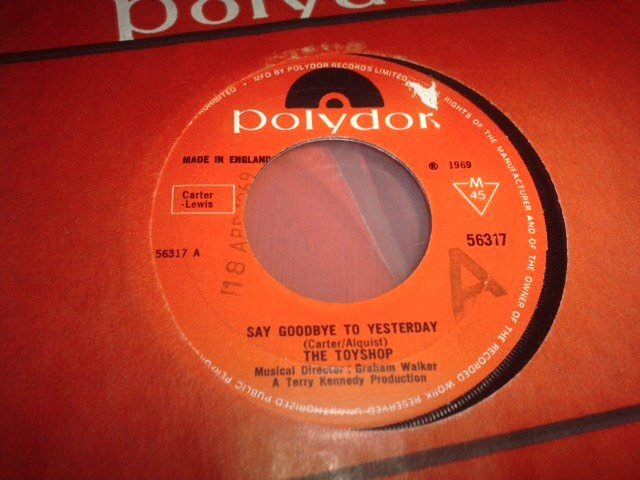 Polydor
PROHIBITED • MFD BY POLYDOR RECORDS LIMITED
RIGHTS OF THE MANUFACTURER AND OF THE OWNER OF THE RECORDED WORK RESERVED. UNAUTHORIZED PUBLIC PERFORMANCE
polydor
MADE IN ENGLAND
℗ 1969
Carter
-Lewis
M
45
56317 A
56317
18 APR 1969
A
SAY GOODBYE TO YESTERDAY
(Carter/Alquist)
THE TOYSHOP
Musical Director : Graham Walker
A Terry Kennedy Production